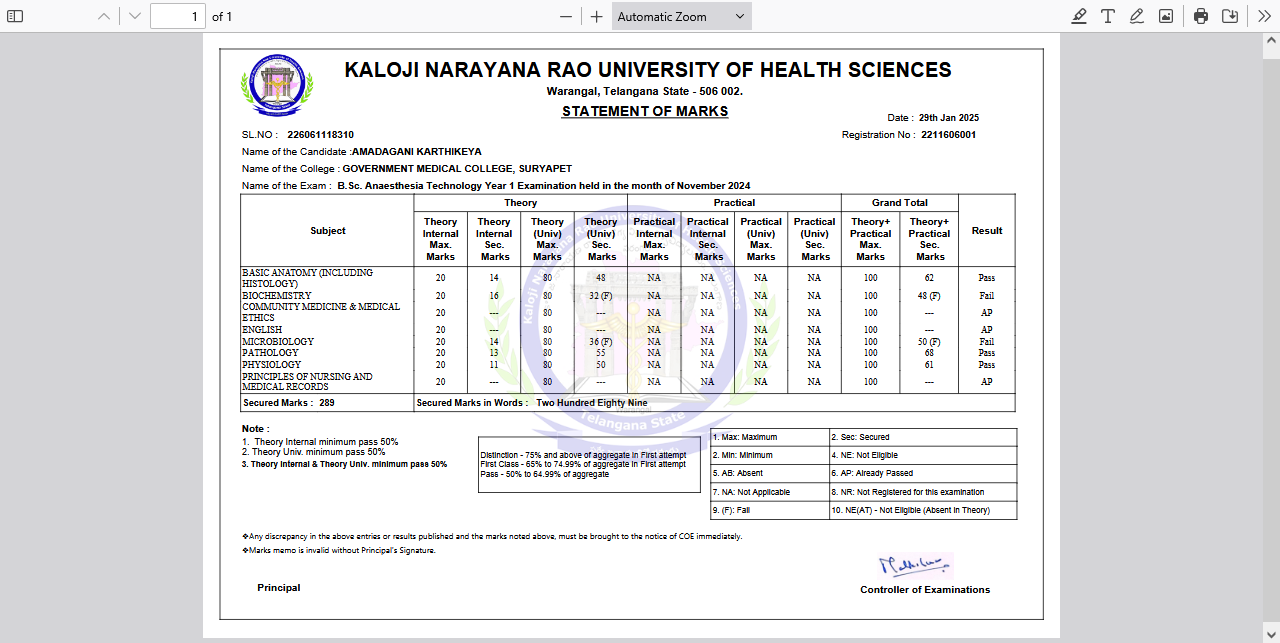 1 of 1 Automatic Zoom
KALOJI NARAYANA RAO UNIVERSITY OF HEALTH SCIENCES
Warangal, Telangana State - 506 002.
STATEMENT OF MARKS
Date : 29th Jan 2025
SL.NO : 226061118310 Registration No : 2211606001
Name of the Candidate :AMADAGANI KARTHIKEYA
Name of the College : GOVERNMENT MEDICAL COLLEGE, SURYAPET
Name of the Exam : B.Sc. Anaesthesia Technology Year 1 Examination held in the month of November 2024
Theory Practical Grand Total
Subject Theory Internal Max. Marks Theory Internal Sec. Marks Theory (Univ) Max. Marks Theory (Univ) Sec. Marks Practical Internal Max. Marks Practical Internal Sec. Marks Practical (Univ) Max. Marks Practical (Univ) Sec. Marks Theory+ Practical Max. Marks Theory+ Practical Sec. Marks Result
BASIC ANATOMY (INCLUDING HISTOLOGY) 20 14 80 48 NA NA NA NA 100 62 Pass
BIOCHEMISTRY 20 16 80 32 (F) NA NA NA NA 100 48 (F) Fail
COMMUNITY MEDICINE & MEDICAL ETHICS 20 --- 80 --- NA NA NA NA 100 --- AP
ENGLISH 20 --- 80 --- NA NA NA NA 100 --- AP
MICROBIOLOGY 20 14 80 36 (F) NA NA NA NA 100 50 (F) Fail
PATHOLOGY 20 13 80 55 NA NA NA NA 100 68 Pass
PHYSIOLOGY 20 11 80 50 NA NA NA NA 100 61 Pass
PRINCIPLES OF NURSING AND MEDICAL RECORDS 20 --- 80 --- NA NA NA NA 100 --- AP
Secured Marks : 289 Secured Marks in Words : Two Hundred Eighty Nine
Warangal
Telangana State
Note :
1. Theory Internal minimum pass 50%
2. Theory Univ. minimum pass 50%
3. Theory Internal & Theory Univ. minimum pass 50%
Distinction - 75% and above of aggregate in First attempt
First Class - 65% to 74.99% of aggregate in First attempt
Pass - 50% to 64.99% of aggregate
1. Max: Maximum 2. Sec: Secured
2. Min: Minimum 4. NE: Not Eligible
5. AB: Absent 6. AP: Already Passed
7. NA: Not Applicable 8. NR: Not Registered for this examination
9. (F): Fail 10. NE(AT) - Not Eligible (Absent in Theory)
❖Any discrepancy in the above entries or results published and the marks noted above, must be brought to the notice of COE immediately.
❖Marks memo is invalid without Principal's Signature.
Principal Controller of Examinations